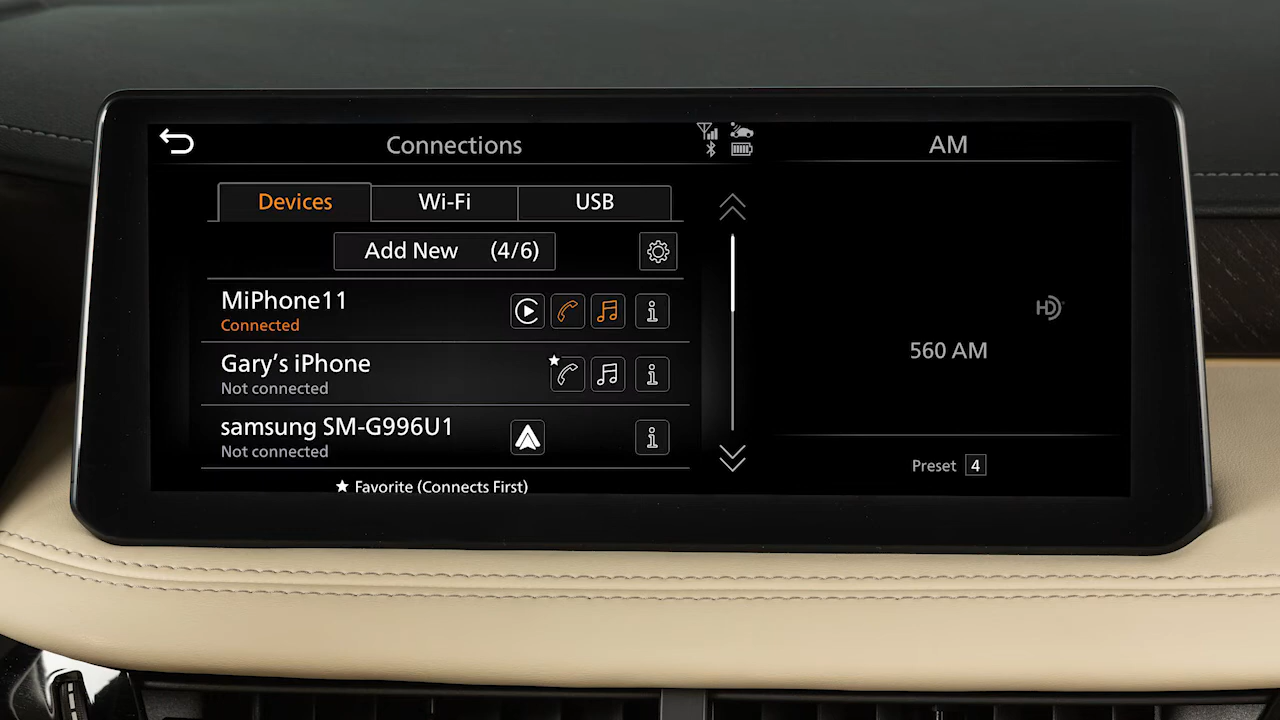 Connections
AM
Devices
Wi-Fi
USB
Add New (4/6)
MiPhone11
Connected
Gary’s iPhone
Not connected
samsung SM-G996U1
Not connected
★ Favorite (Connects First)
HD
560 AM
Preset 4